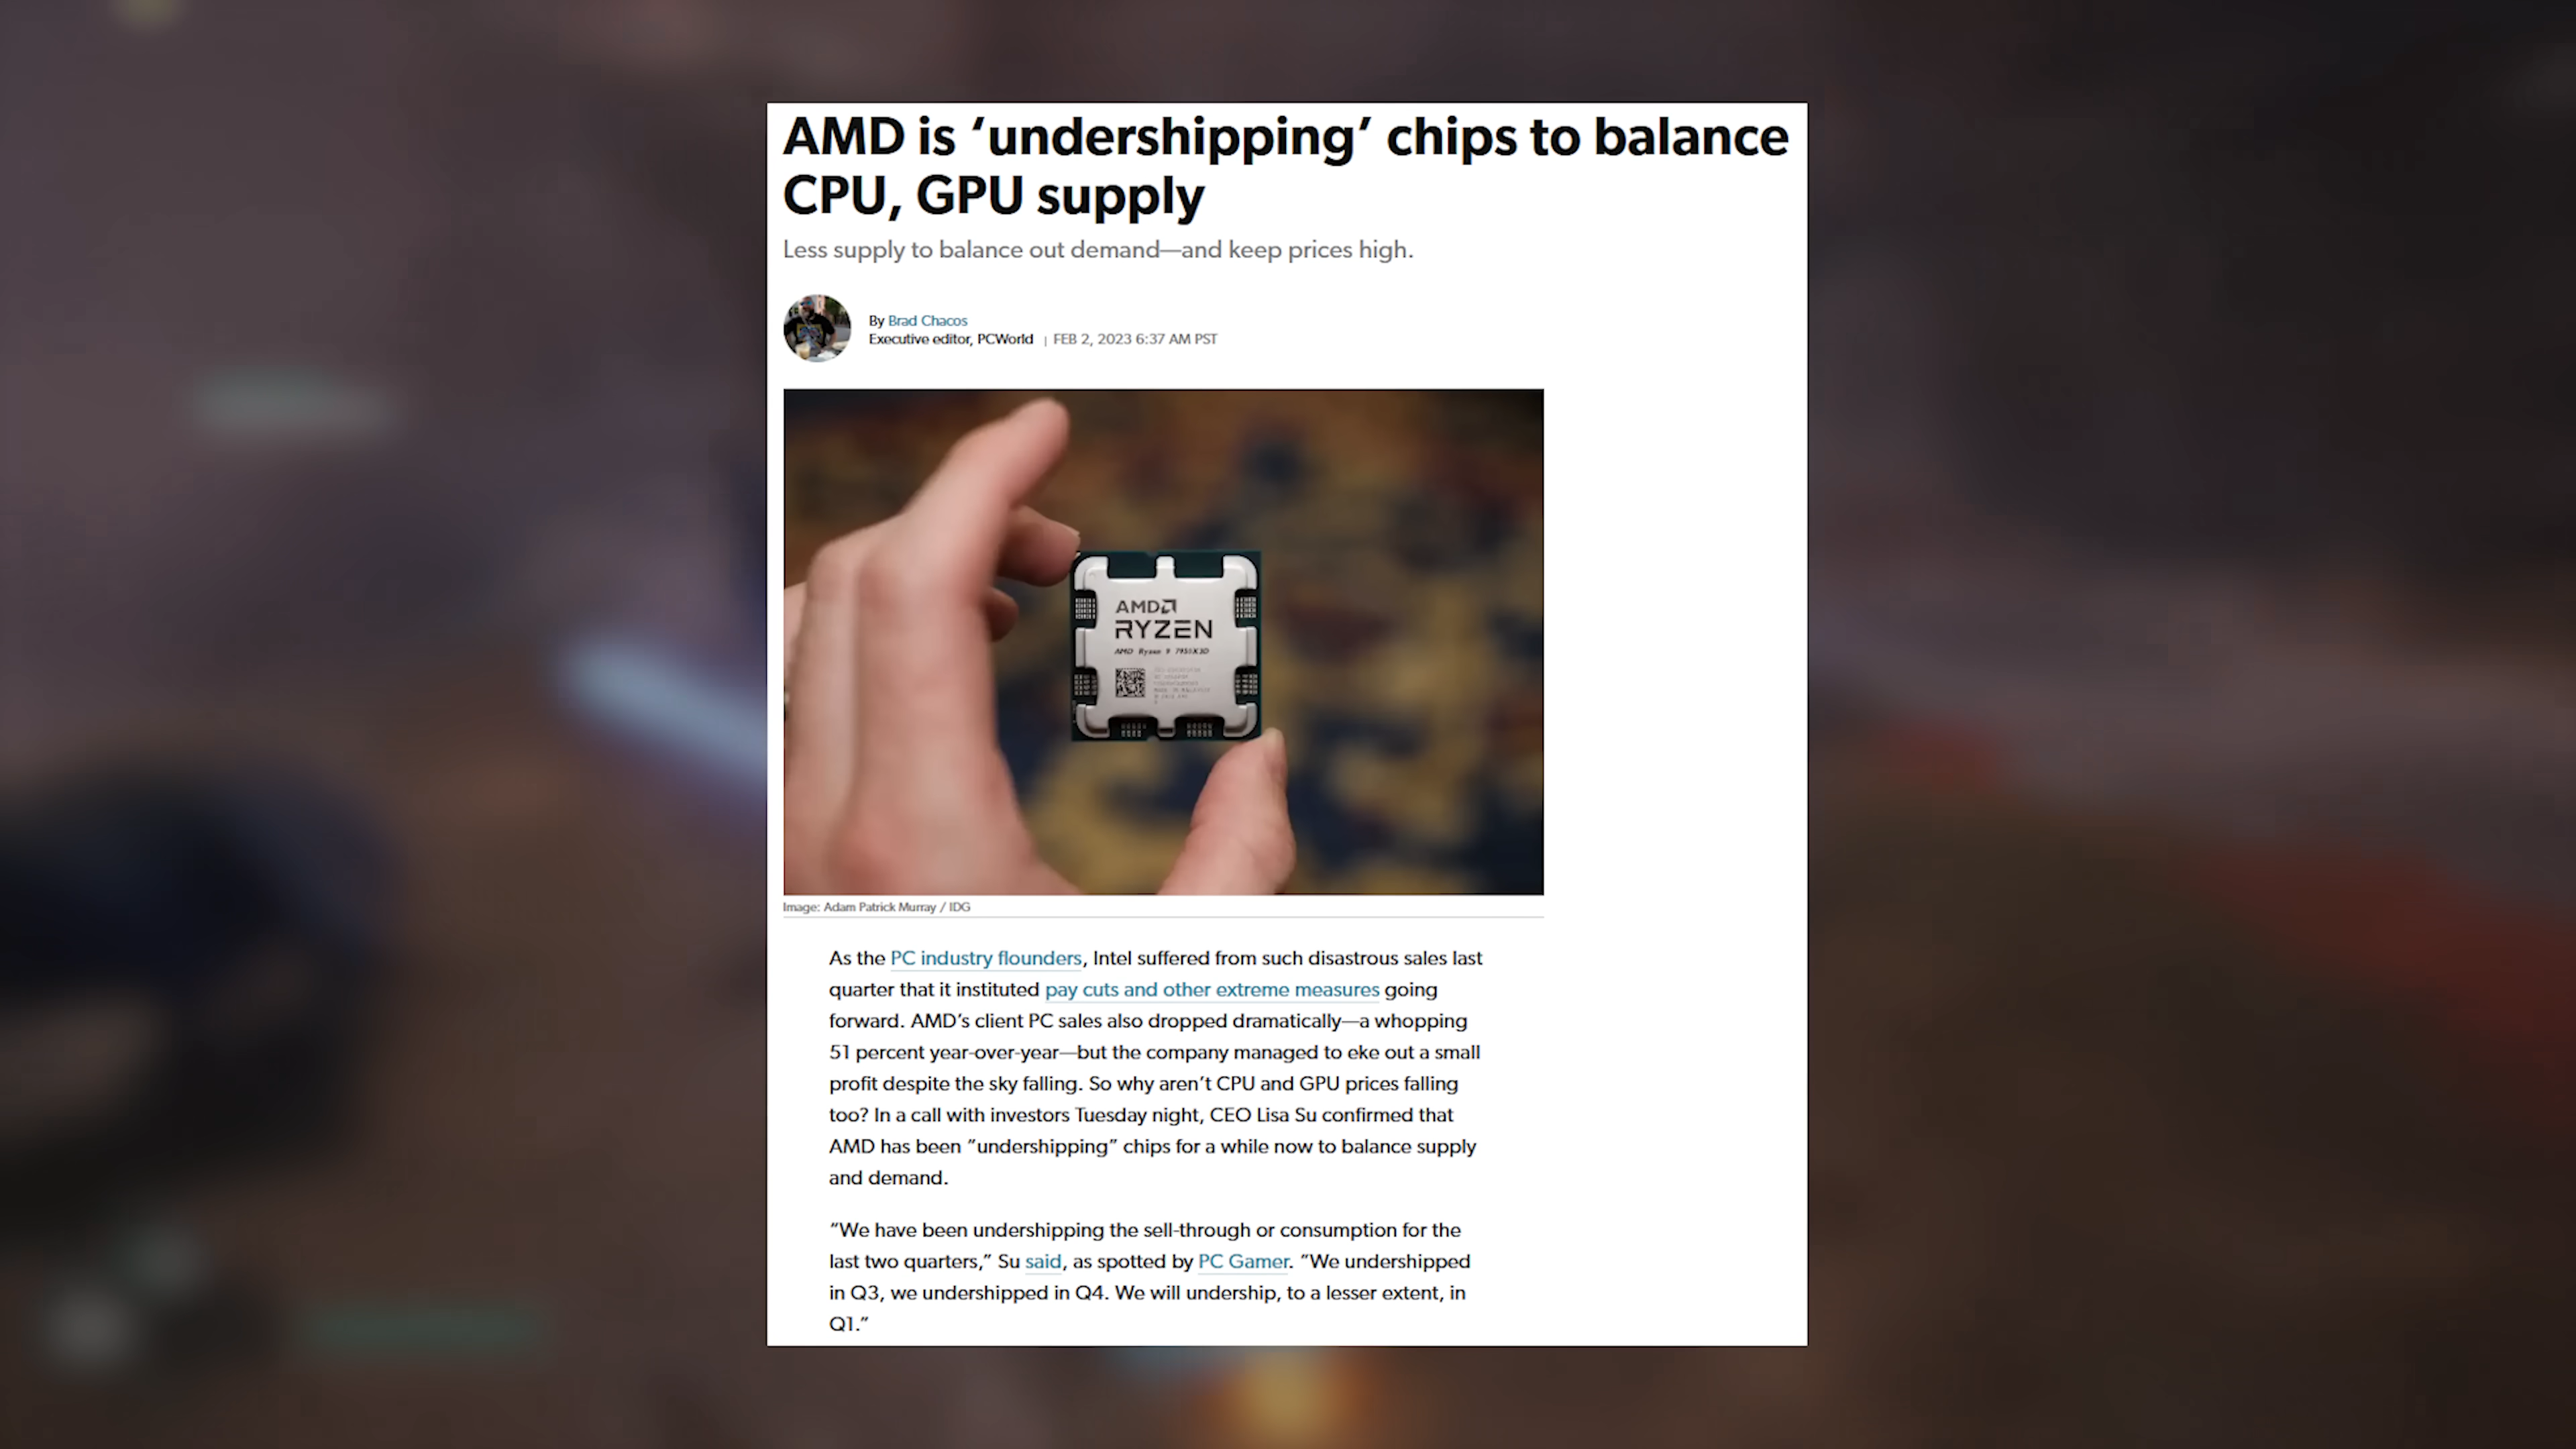 AMD is ‘undershipping’ chips to balance
CPU, GPU supply
Less supply to balance out demand—and keep prices high.
By Brad Chacos
Executive editor, PCWorld | FEB 2, 2023 6:37 AM PST
AMD
RYZEN
AMD Ryzen 9 7950X3D
Image: Adam Patrick Murray / IDG
As the PC industry flounders, Intel suffered from such disastrous sales last
quarter that it instituted pay cuts and other extreme measures going
forward. AMD’s client PC sales also dropped dramatically—a whopping
51 percent year-over-year—but the company managed to eke out a small
profit despite the sky falling. So why aren’t CPU and GPU prices falling
too? In a call with investors Tuesday night, CEO Lisa Su confirmed that
AMD has been “undershipping” chips for a while now to balance supply
and demand.
“We have been undershipping the sell-through or consumption for the
last two quarters,” Su said, as spotted by PC Gamer. “We undershipped
in Q3, we undershipped in Q4. We will undership, to a lesser extent, in
Q1.”